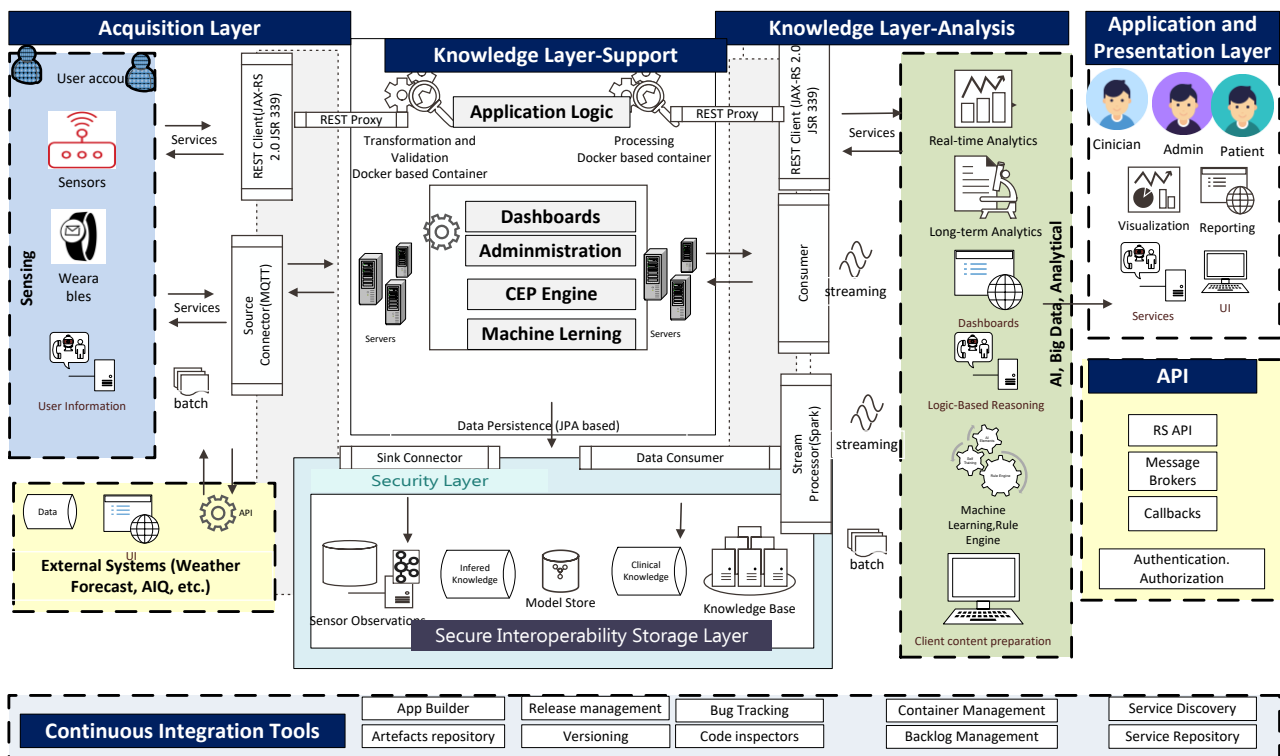 Acquisition Layer
User accou
Sensors
Weara
bles
Sensing
User Information
Services
Services
batch
REST Client(JAX-RS
2.0 JSR 339)
Source
Connector(MQTT)
Data
UI
API
External Systems (Weather
Forecast, AIQ, etc.)
Knowledge Layer-Support
REST Proxy
Application Logic
REST Proxy
Transformation and
Validation
Docker based Container
Processing
Docker based container
Dashboards
Adminmistration
CEP Engine
Machine Lerning
Servers
Servers
Data Persistence (JPA based)
Sink Connector
Data Consumer
Security Layer
Sensor Observations
Infered
Knowledge
Model Store
Clinical
Knowledge
Knowledge Base
Secure Interoperability Storage Layer
Knowledge Layer-Analysis
REST Client (JAX-RS 2.0
JSR 339)
Consumer
Stream
Processor(Spark)
Services
streaming
streaming
batch
Real-time Analytics
Long-term Analytics
Dashboards
Logic-Based Reasoning
AI
Self
Training
Rule Engine
Machine
Learning,Rule
Engine
Client content preparation
AI, Big Data, Analytical
Application and
Presentation Layer
Cinician
Admin
Patient
Visualization
Reporting
Services
UI
API
RS API
Message
Brokers
Callbacks
Authentication.
Authorization
Continuous Integration Tools
App Builder
Artefacts repository
Release management
Versioning
Bug Tracking
Code inspectors
Container Management
Backlog Management
Service Discovery
Service Repository